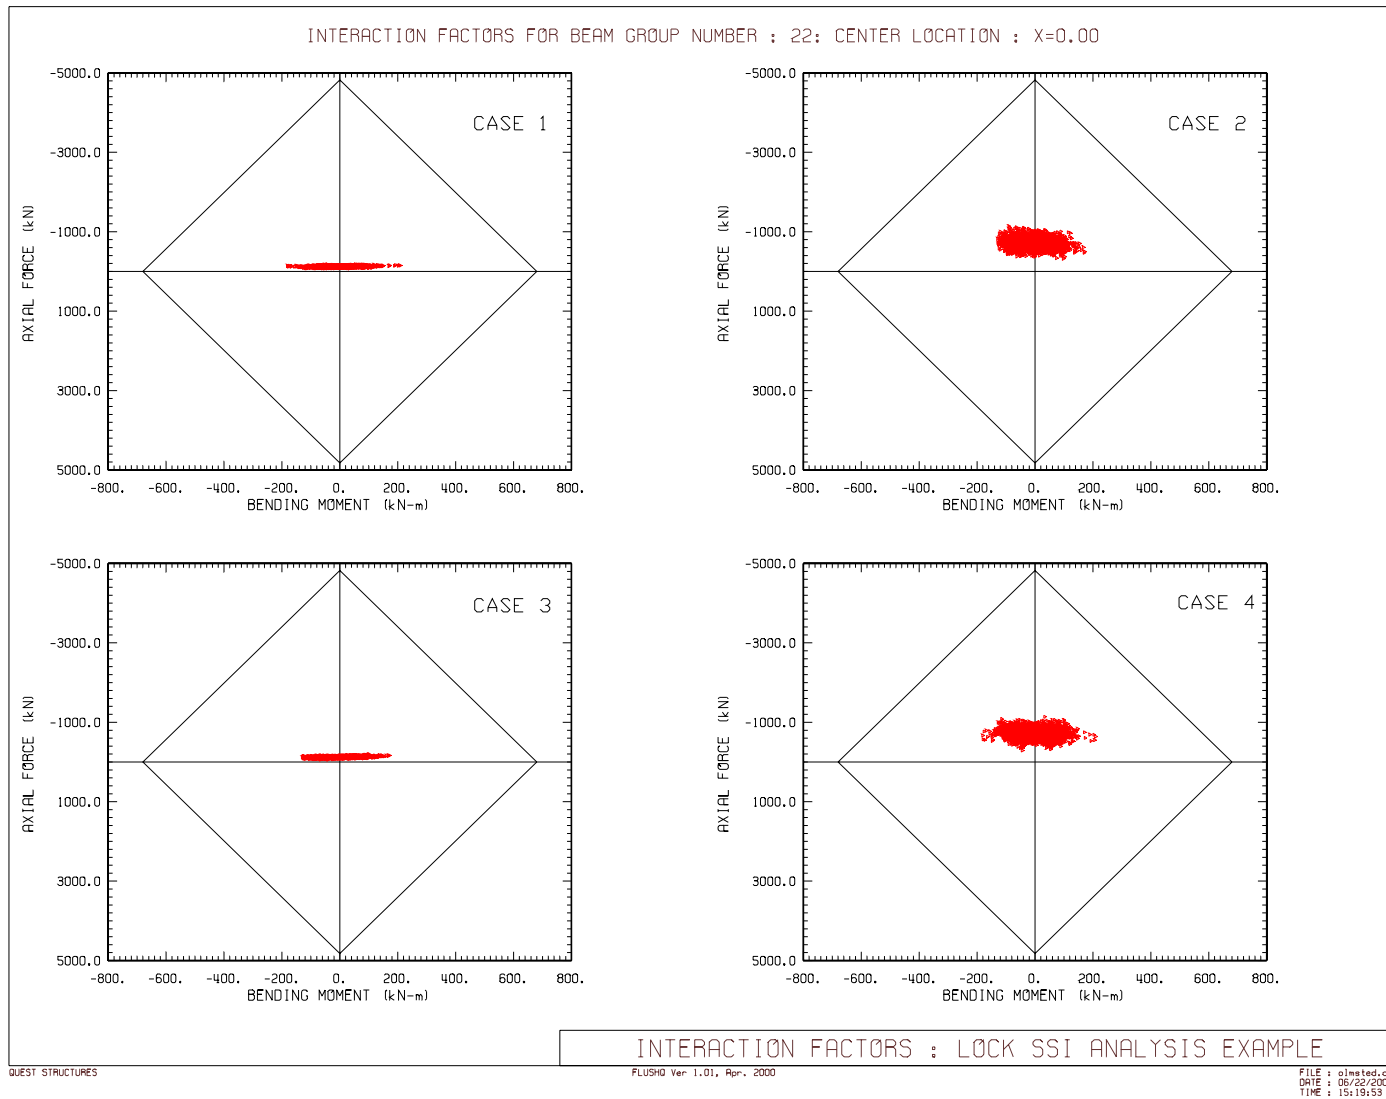 INTERACTION FACTORS FOR BEAM GROUP NUMBER : 22: CENTER LOCATION : X=0.00
-5000.0
-3000.0
-1000.0
1000.0
3000.0
5000.0
AXIAL FORCE (kN)
CASE 1
-800. -600. -400. -200. 0. 200. 400. 600. 800.
BENDING MOMENT (kN-m)
-5000.0
-3000.0
-1000.0
1000.0
3000.0
5000.0
AXIAL FORCE (kN)
CASE 2
-800. -600. -400. -200. 0. 200. 400. 600. 800.
BENDING MOMENT (kN-m)
-5000.0
-3000.0
-1000.0
1000.0
3000.0
5000.0
AXIAL FORCE (kN)
CASE 3
-800. -600. -400. -200. 0. 200. 400. 600. 800.
BENDING MOMENT (kN-m)
-5000.0
-3000.0
-1000.0
1000.0
3000.0
5000.0
AXIAL FORCE (kN)
CASE 4
-800. -600. -400. -200. 0. 200. 400. 600. 800.
BENDING MOMENT (kN-m)
INTERACTION FACTORS : LOCK SSI ANALYSIS EXAMPLE
QUEST STRUCTURES
FLUSHQ Ver 1.01, Apr. 2000
FILE : olmsted.
DATE : 06/22/200
TIME : 15:19:53